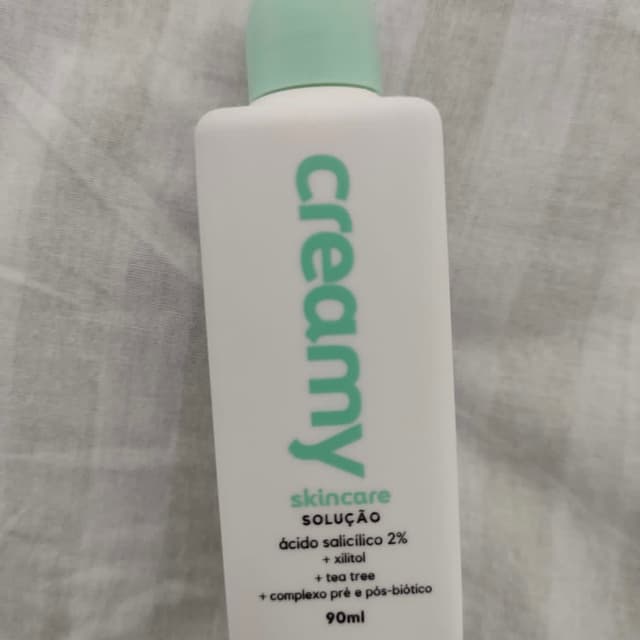 creamy
skincare
SOLUÇÃO
ácido salicílico 2%
+ xilitol
+ tea tree
+ complexo pré e pós-biótico
90ml